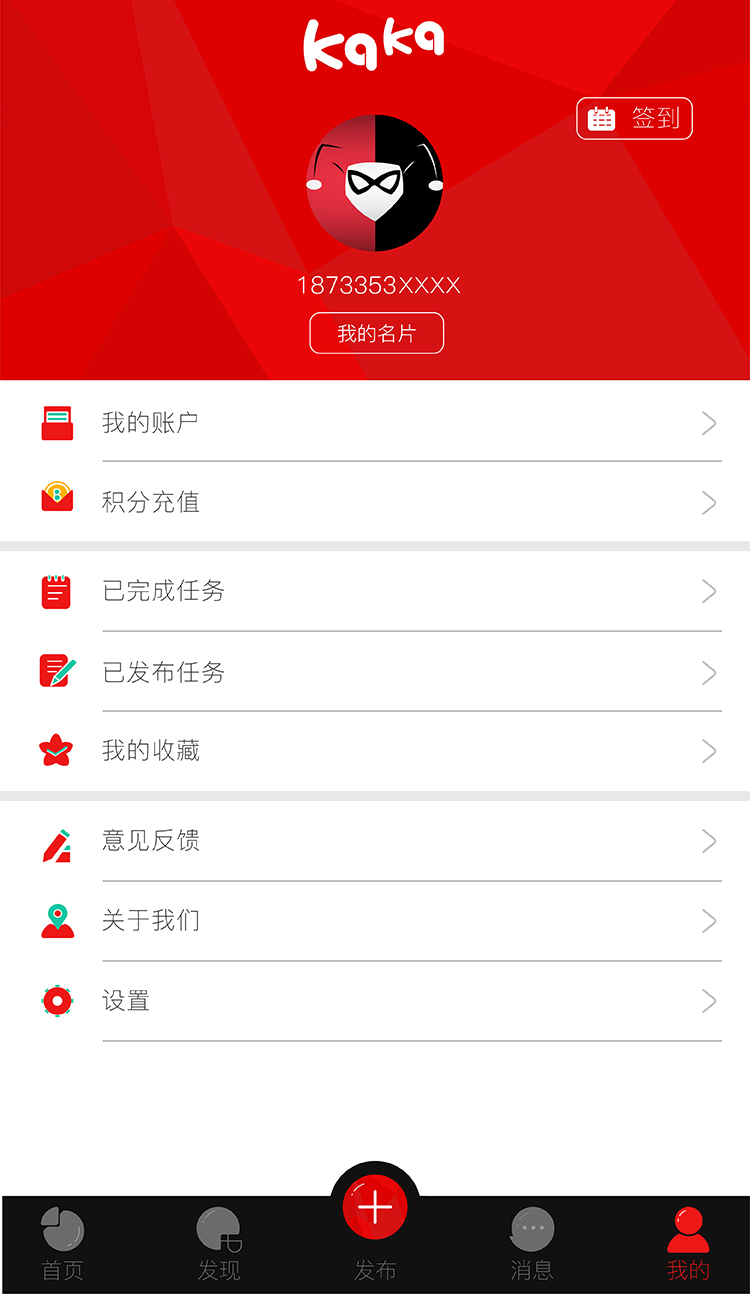 kaka
签到
1873353XXXX
我的名片
我的账户
积分充值
已完成任务
已发布任务
我的收藏
意见反馈
关于我们
设置
首页
发现
发布
消息
我的